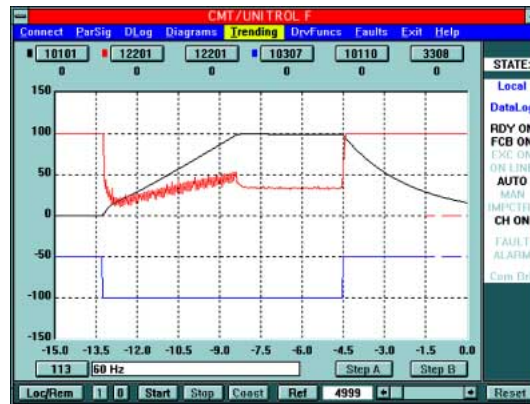 CMT/UNITROL F
Connect ParSig DLog Diagrams Trending DrvFuncs Faults Exit Help
10101 12201 12201 10307 10110 3308
0 0 0 0 0 0
STATE:
Local
DataLog
RDY ON
FCB ON
EXC ON
ON LINE
AUTO
MAN
IMPCTRL
CH ON
FAULT
ALARM
150
100
50
0
-50
-100
-150
-15.0 -13.5 -12.0 -10.5 -9.0 -7.5 -6.0 -4.5 -3.0 -1.5 0.0
113 60 Hz Step A Step B
Loc/Rem 1 0 Start Stop Coast Ref 4999 Reset